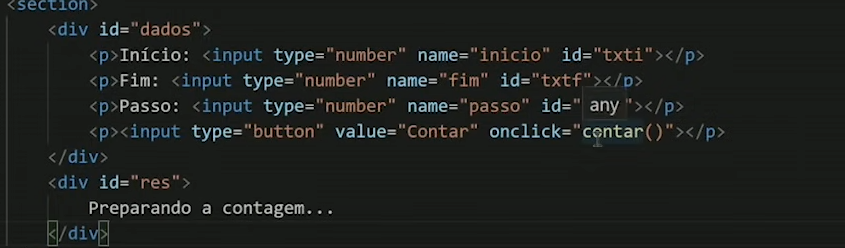 <section>
<div id="dados">
<p>Início: <input type="number" name="inicio" id="txti"></p>
<p>Fim: <input type="number" name="fim" id="txtf"></p>
<p>Passo: <input type="number" name="passo" id=" any "></p>
<p><input type="button" value="Contar" onclick="contar()"></p>
</div>
<div id="res">
Preparando a contagem...
</div>